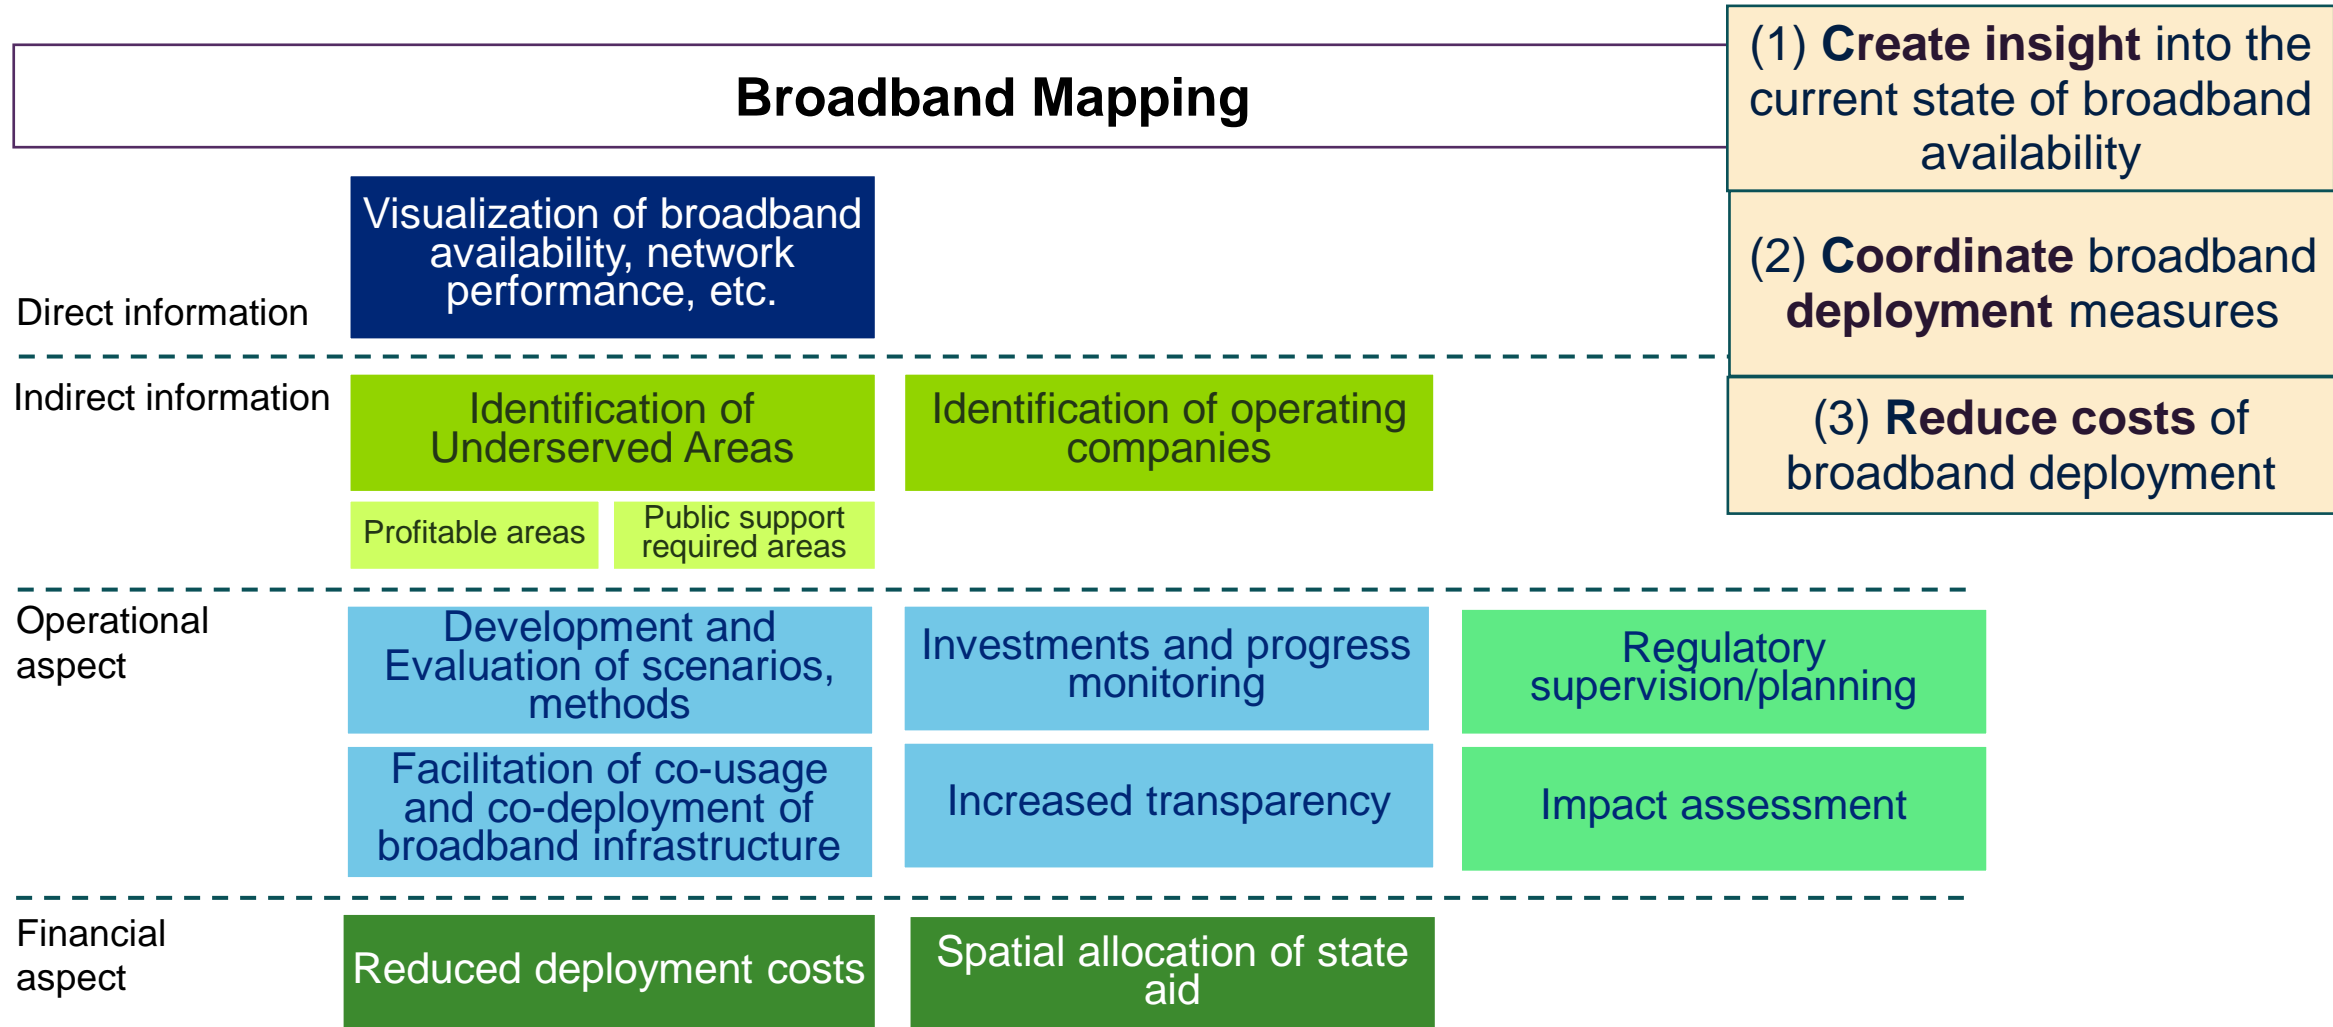 Broadband Mapping
(1) Create insight into the
current state of broadband
availability
(2) Coordinate broadband
deployment measures
(3) Reduce costs of
broadband deployment
Direct information
Visualization of broadband
availability, network
performance, etc.
Indirect information
Identification of
Underserved Areas
Identification of operating
companies
Profitable areas
Public support
required areas
Operational
aspect
Development and
Evaluation of scenarios,
methods
Investments and progress
monitoring
Regulatory
supervision/planning
Facilitation of co-usage
and co-deployment of
broadband infrastructure
Increased transparency
Impact assessment
Financial
aspect
Reduced deployment costs
Spatial allocation of state
aid